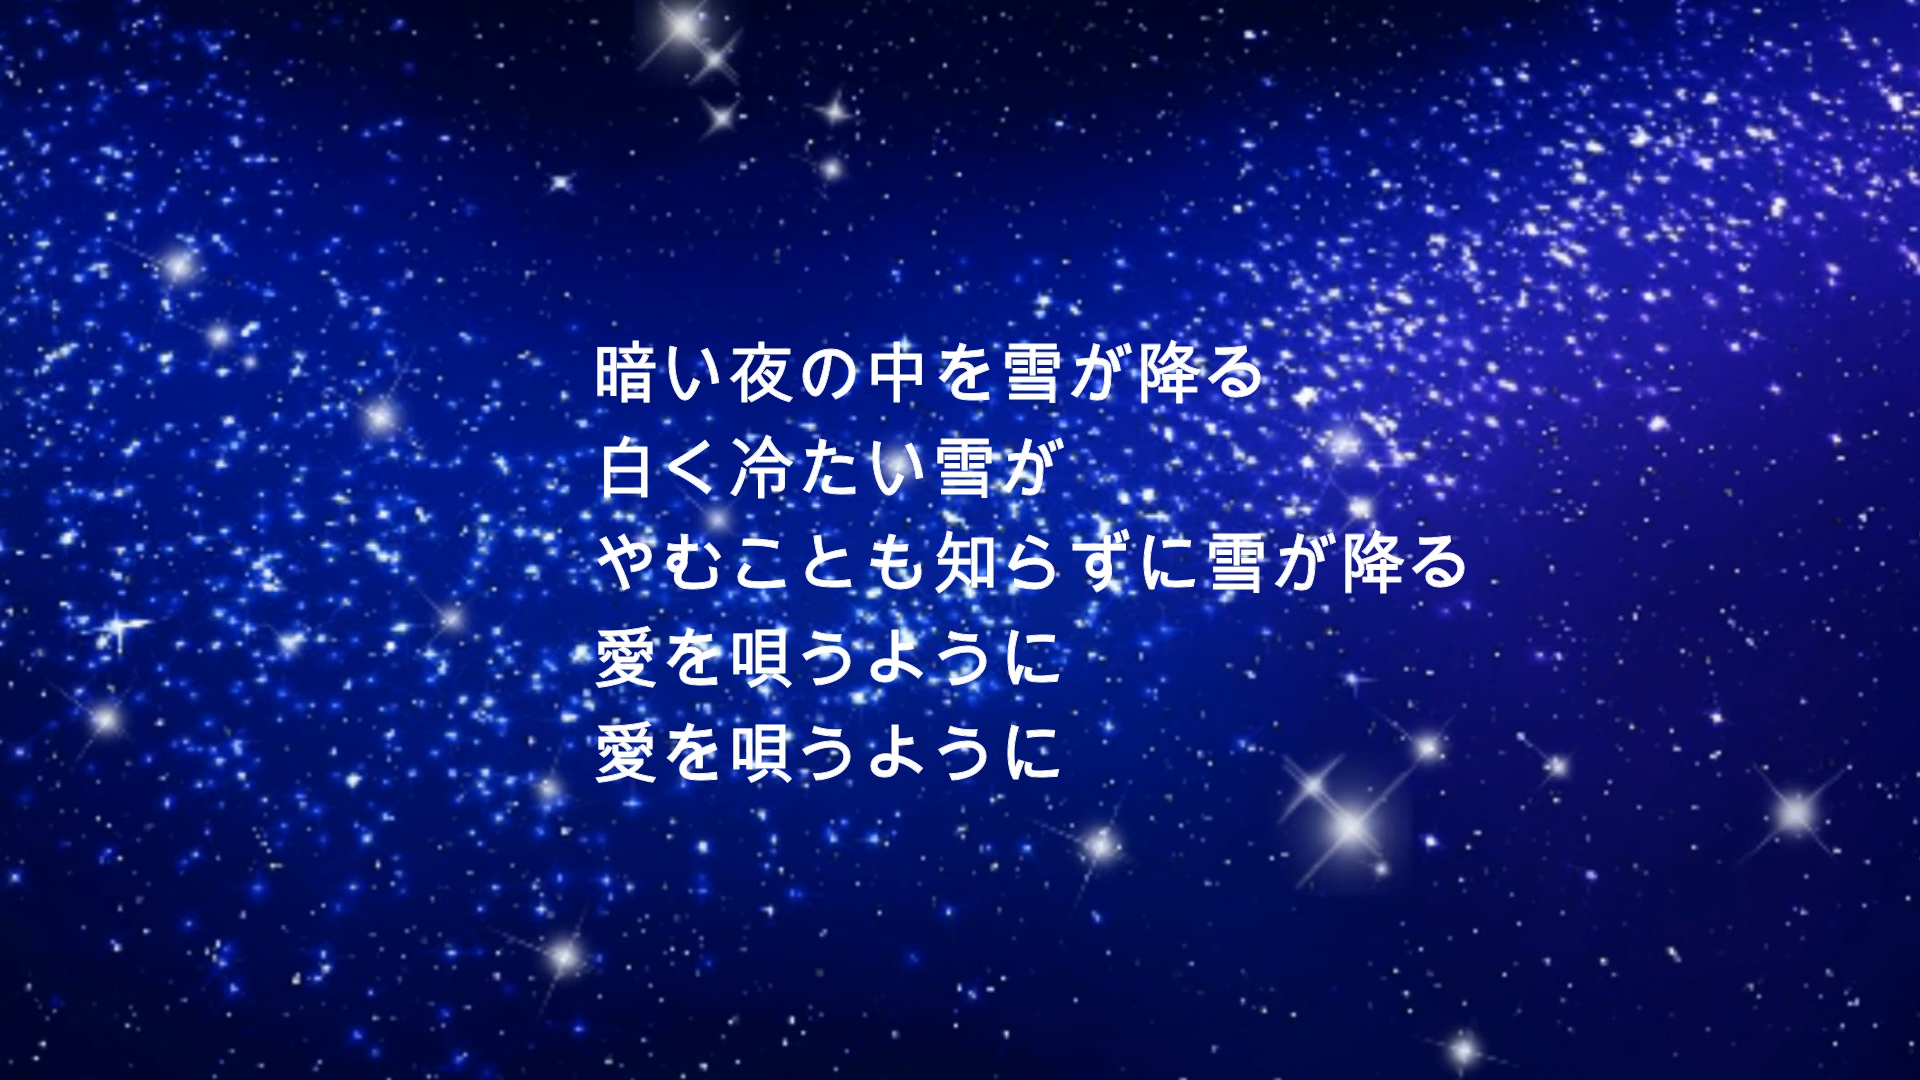 暗い夜の中を雪が降る
白く冷たい雪が
やむことも知らずに雪が降る
愛を唄うように
愛を唄うように